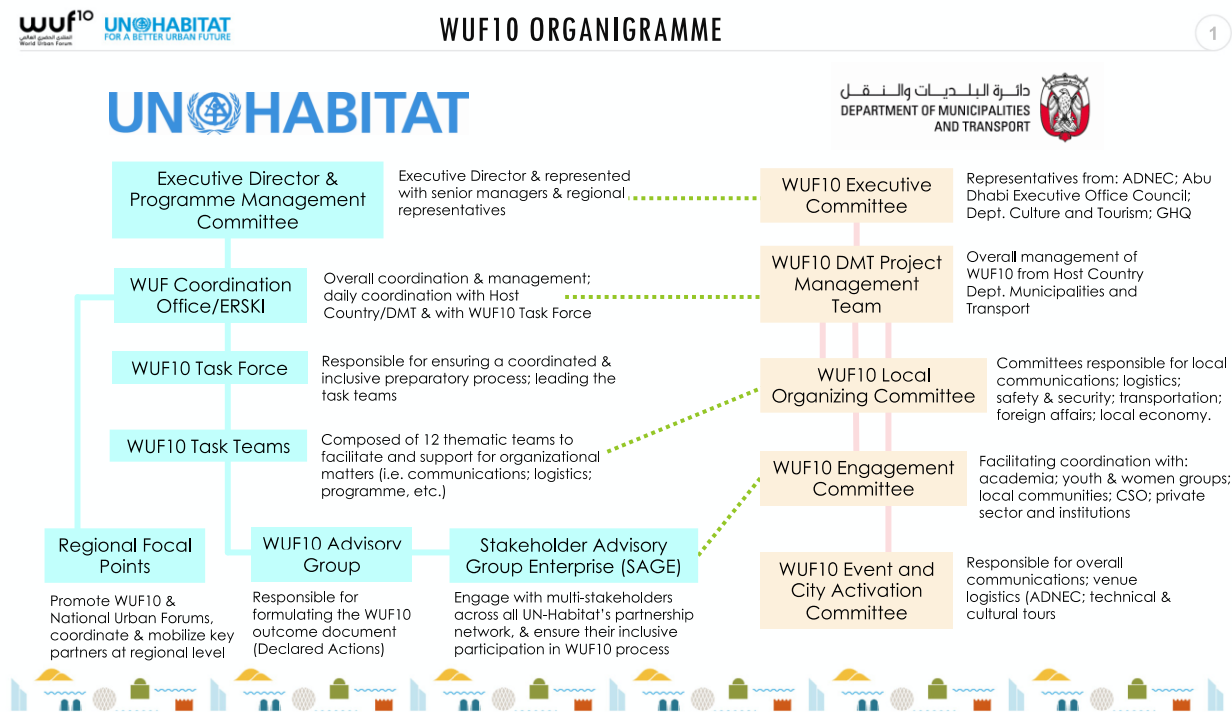 wuf10
المنتدى الحضري العالمي
World Urban Forum
UN HABITAT
FOR A BETTER URBAN FUTURE
WUF10 ORGANIGRAMME
1
UN HABITAT
دائــرة البـلــديــات والــنـــقــل
DEPARTMENT OF MUNICIPALITIES
AND TRANSPORT
Executive Director &
Programme Management
Committee
Executive Director & represented
with senior managers & regional
representatives
WUF10 Executive
Committee
Representatives from: ADNEC; Abu
Dhabi Executive Office Council;
Dept. Culture and Tourism; GHQ
WUF Coordination
Office/ERSKI
Overall coordination & management;
daily coordination with Host
Country/DMT & with WUF10 Task Force
WUF10 DMT Project
Management
Team
Overall management of
WUF10 from Host Country
Dept. Municipalities and
Transport
WUF10 Task Force
Responsible for ensuring a coordinated &
inclusive preparatory process; leading the
task teams
WUF10 Local
Organizing Committee
Committees responsible for local
communications; logistics;
safety & security; transportation;
foreign affairs; local economy.
WUF10 Task Teams
Composed of 12 thematic teams to
facilitate and support for organizational
matters (i.e. communications; logistics;
programme, etc.)
WUF10 Engagement
Committee
Facilitating coordination with:
academia; youth & women groups;
local communities; CSO; private
sector and institutions
Regional Focal
Points
Promote WUF10 &
National Urban Forums,
coordinate & mobilize key
partners at regional level
WUF10 Advisory
Group
Responsible for
formulating the WUF10
outcome document
(Declared Actions)
Stakeholder Advisory
Group Enterprise (SAGE)
Engage with multi-stakeholders
across all UN-Habitat's partnership
network, & ensure their inclusive
participation in WUF10 process
WUF10 Event and
City Activation
Committee
Responsible for overall
communications; venue
logistics (ADNEC; technical &
cultural tours